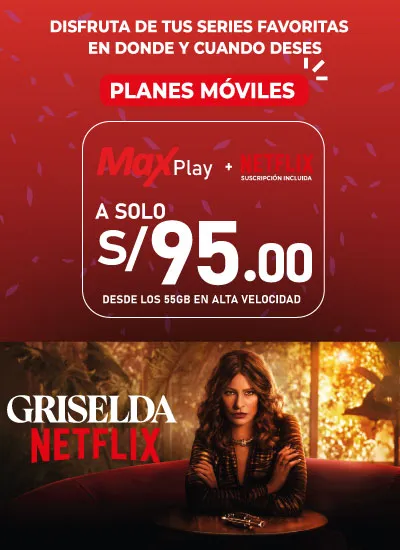 DISFRUTA DE TUS SERIES FAVORITAS
EN DONDE Y CUANDO DESES
PLANES MÓVILES
Max Play + NETFLIX
SUSCRIPCIÓN INCLUIDA
A SOLO
S/95.00
DESDE LOS 55GB EN ALTA VELOCIDAD
GRISELDA
NETFLIX